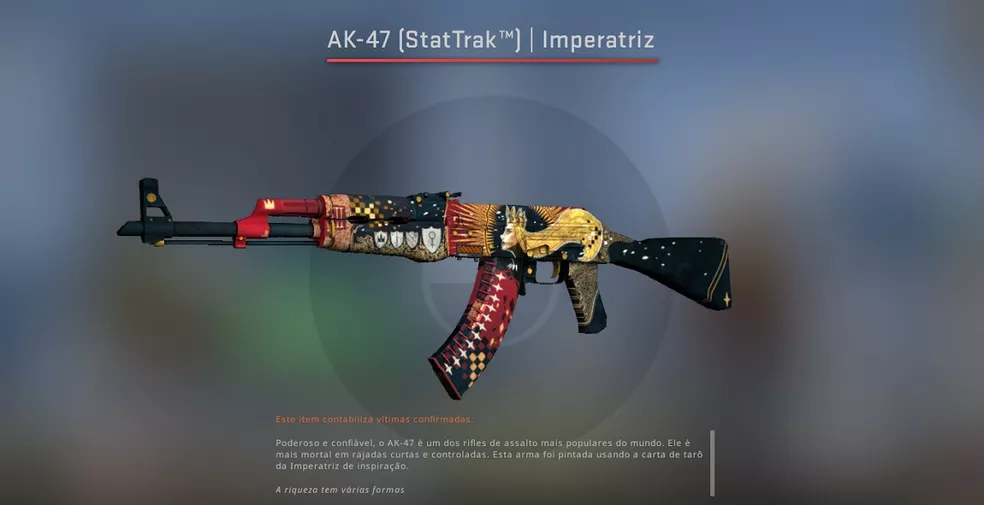 AK-47 (StatTrak™) | Imperatriz
Este item contabiliza vítimas confirmadas.
Poderoso e confiável, o AK-47 é um dos rifles de assalto mais populares do mundo. Ele é
mais mortal em rajadas curtas e controladas. Esta arma foi pintada usando a carta de tarô
da Imperatriz de inspiração.
A riqueza tem várias formas